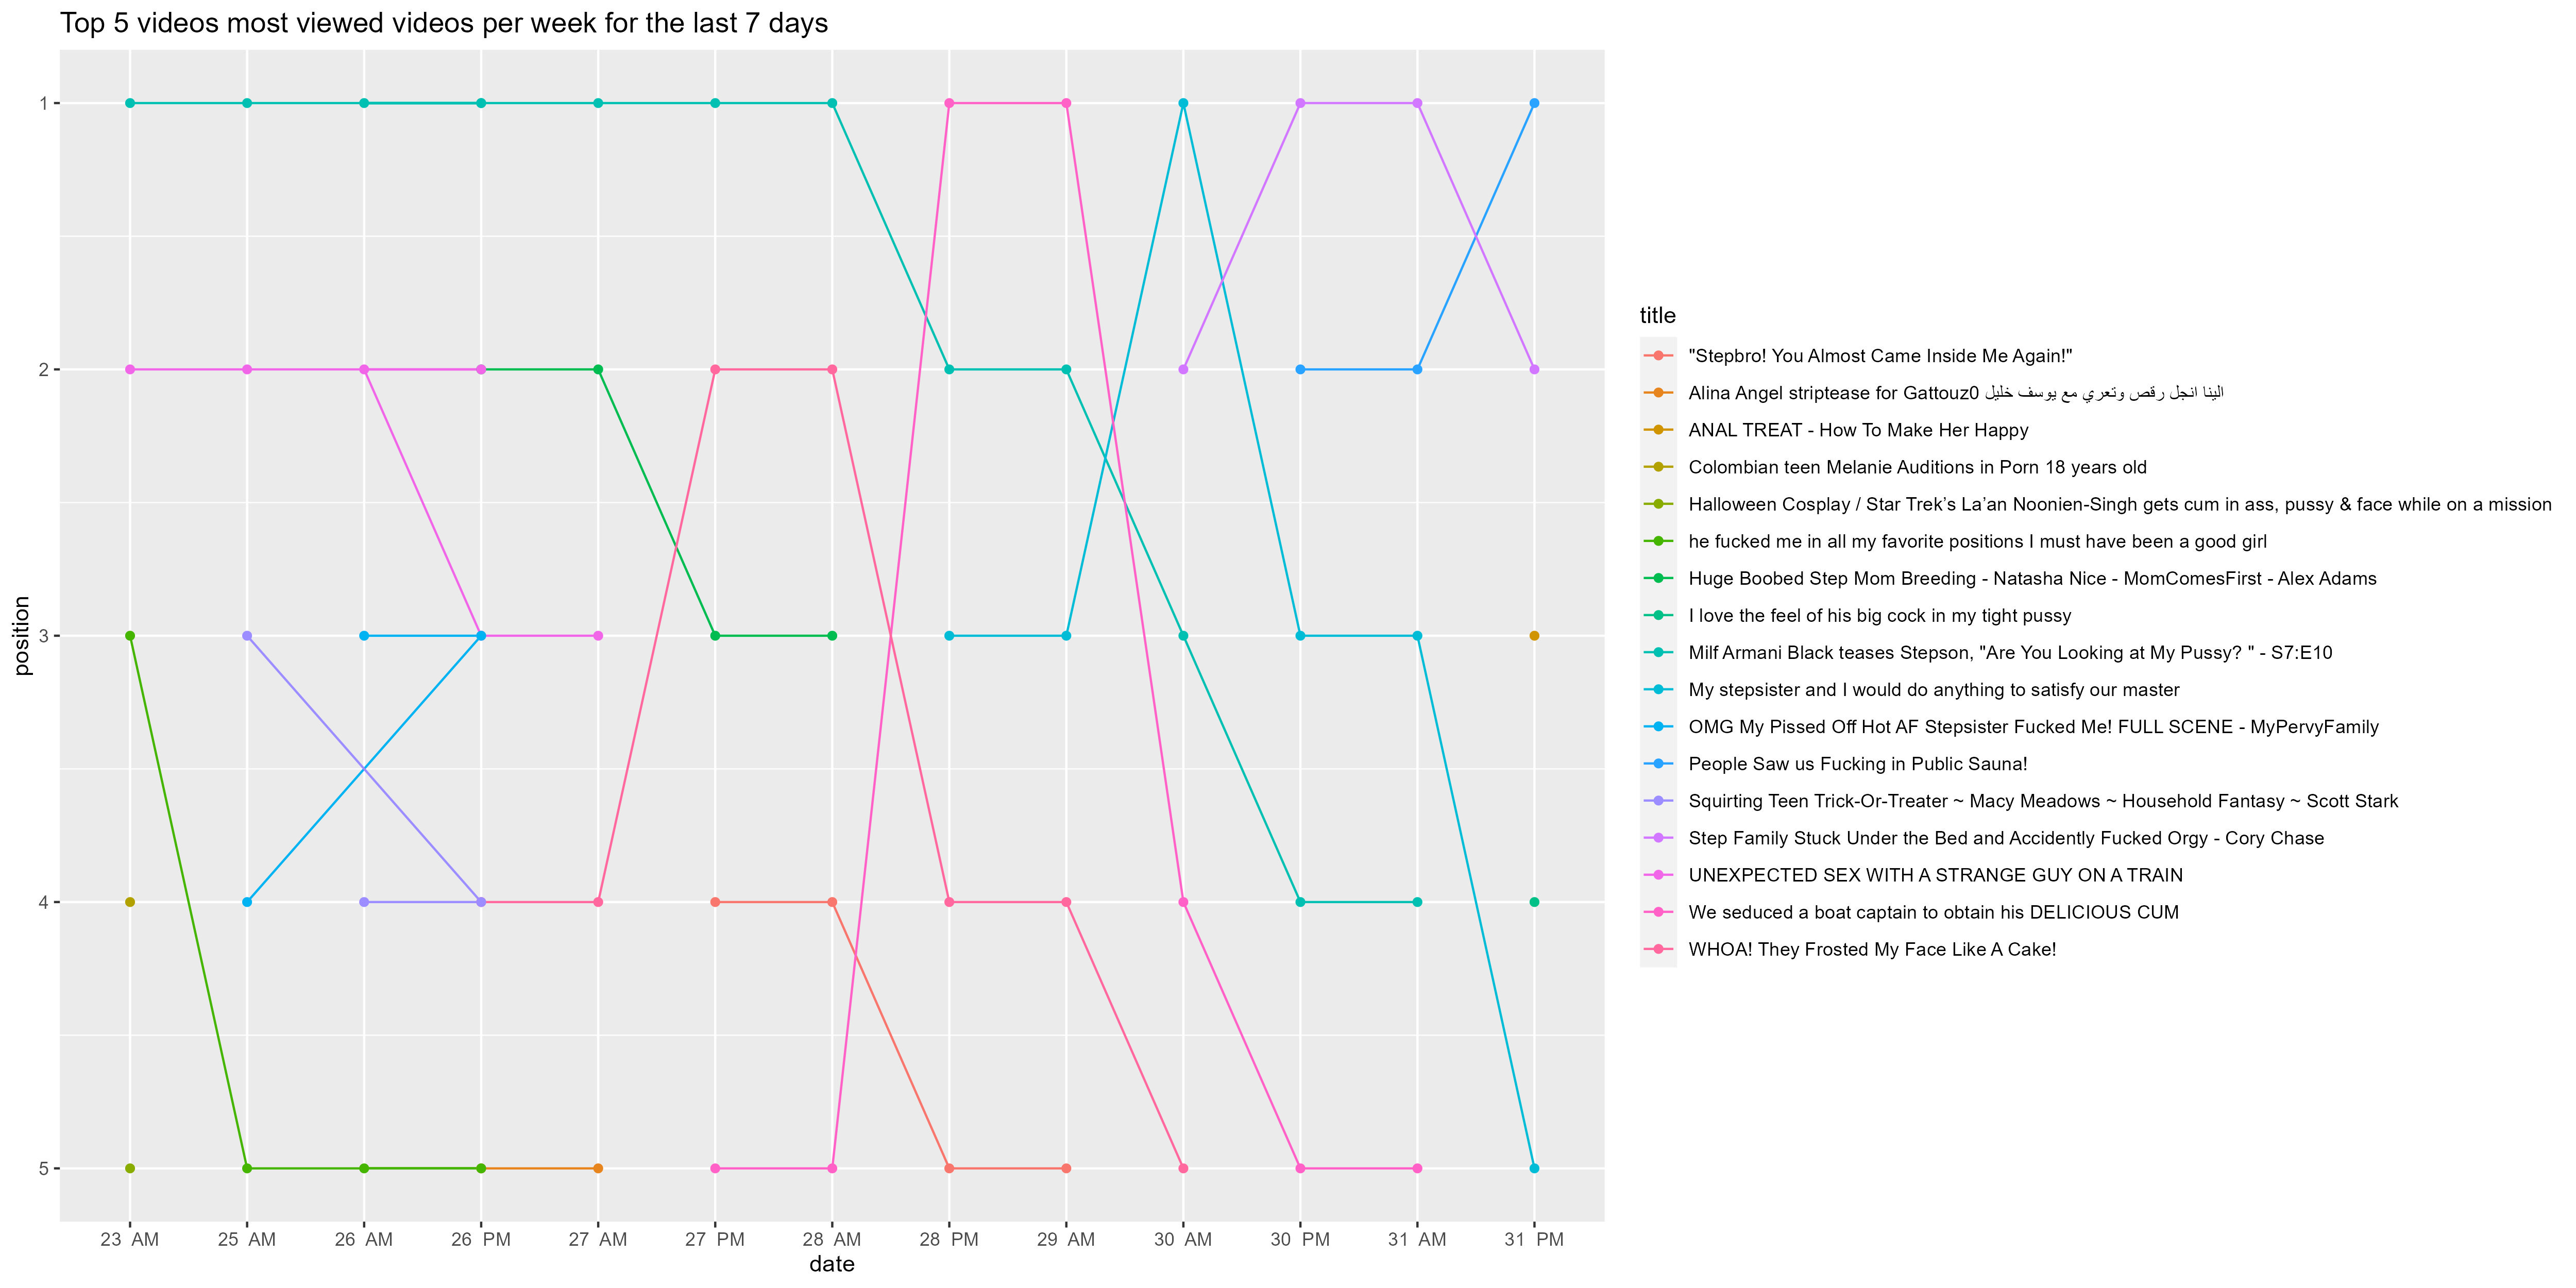 Top 5 videos most viewed videos per week for the last 7 days
1
2
3
4
5
position
23 AM
25 AM
26 AM
26 PM
27 AM
27 PM
28 AM
28 PM
29 AM
30 AM
30 PM
31 AM
31 PM
date
title
"Stepbro! You Almost Came Inside Me Again!"
Alina Angel striptease for Gattouz0 الينا انجل رقص وتعري مع يوسف خليل
ANAL TREAT - How To Make Her Happy
Colombian teen Melanie Auditions in Porn 18 years old
Halloween Cosplay / Star Trek’s La’an Noonien-Singh gets cum in ass, pussy & face while on a mission
he fucked me in all my favorite positions I must have been a good girl
Huge Boobed Step Mom Breeding - Natasha Nice - MomComesFirst - Alex Adams
I love the feel of his big cock in my tight pussy
Milf Armani Black teases Stepson, "Are You Looking at My Pussy? " - S7:E10
My stepsister and I would do anything to satisfy our master
OMG My Pissed Off Hot AF Stepsister Fucked Me! FULL SCENE - MyPervyFamily
People Saw us Fucking in Public Sauna!
Squirting Teen Trick-Or-Treater ~ Macy Meadows ~ Household Fantasy ~ Scott Stark
Step Family Stuck Under the Bed and Accidently Fucked Orgy - Cory Chase
UNEXPECTED SEX WITH A STRANGE GUY ON A TRAIN
We seduced a boat captain to obtain his DELICIOUS CUM
WHOA! They Frosted My Face Like A Cake!